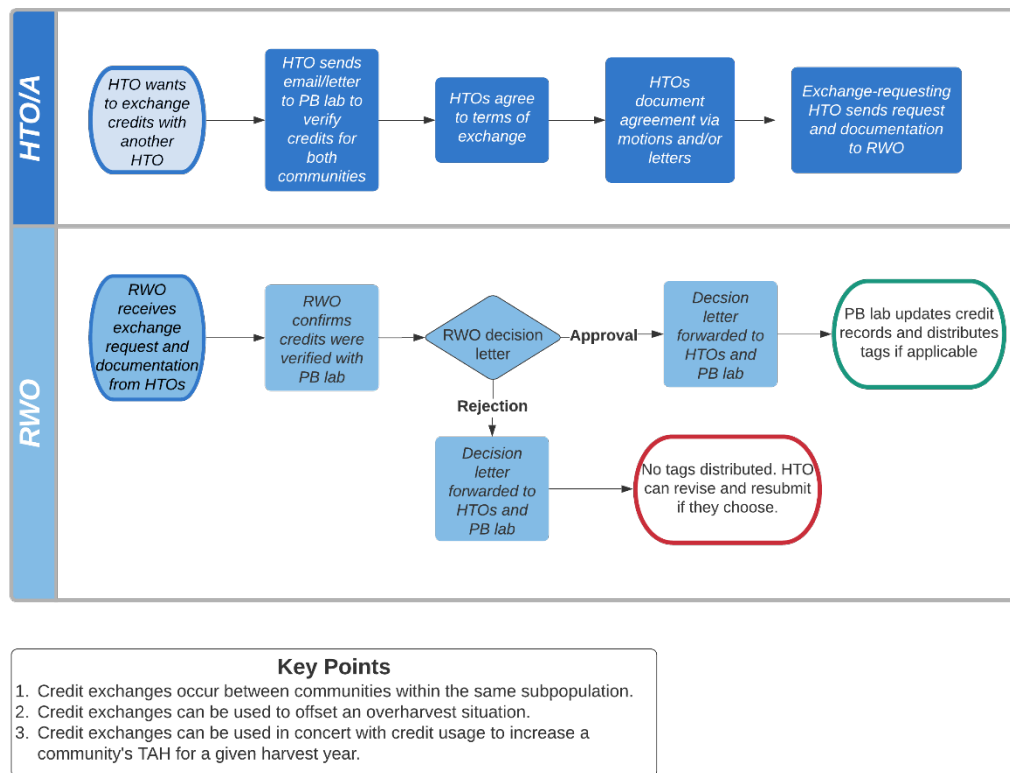 HTO/A
HTO wants
to exchange
credits with
another
HTO
HTO sends
email/letter
to PB lab to
verify
credits for
both
communities
HTOs agree
to terms of
exchange
HTOs
document
agreement via
motions and/or
letters
Exchange-requesting
HTO sends request
and documentation
to RWO
RWO
RWO
receives
exchange
request and
documentation
from HTOs
RWO
confirms
credits were
verified with
PB lab
RWO decision
letter
Approval
Decsion
letter
forwarded to
HTOs and
PB lab
PB lab updates credit
records and distributes
tags if applicable
Rejection
Decision
letter
forwarded to
HTOs and
PB lab
No tags distributed. HTO
can revise and resubmit
if they choose.
Key Points
1. Credit exchanges occur between communities within the same subpopulation.
2. Credit exchanges can be used to offset an overharvest situation.
3. Credit exchanges can be used in concert with credit usage to increase a
community's TAH for a given harvest year.